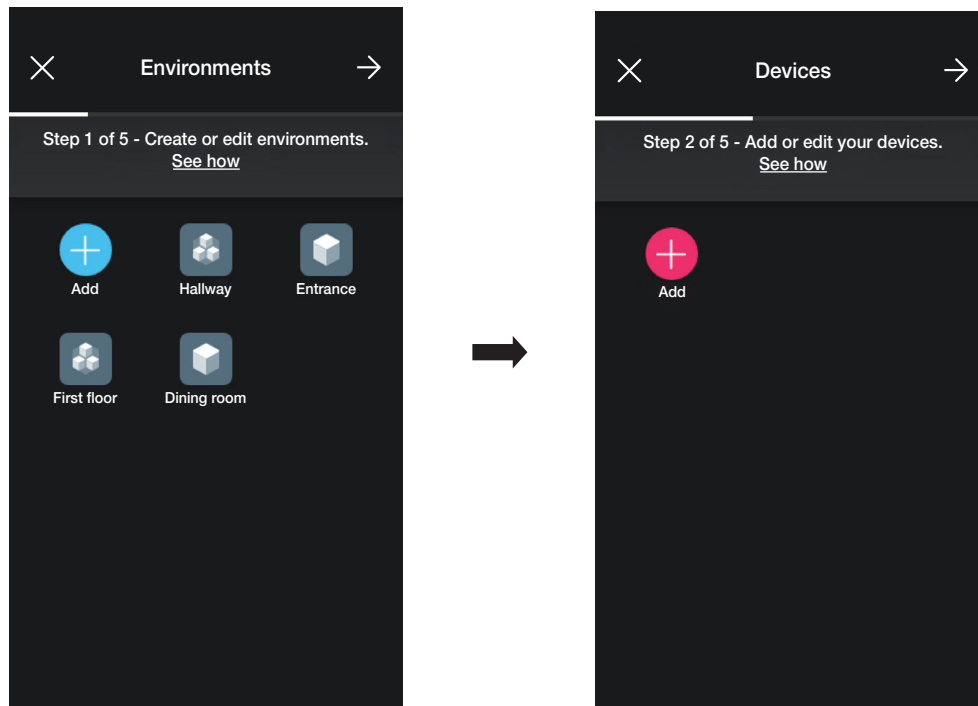 Environments
Step 1 of 5 - Create or edit environments.
See how
Add
Hallway
Entrance
First floor
Dining room
Devices
Step 2 of 5 - Add or edit your devices.
See how
Add